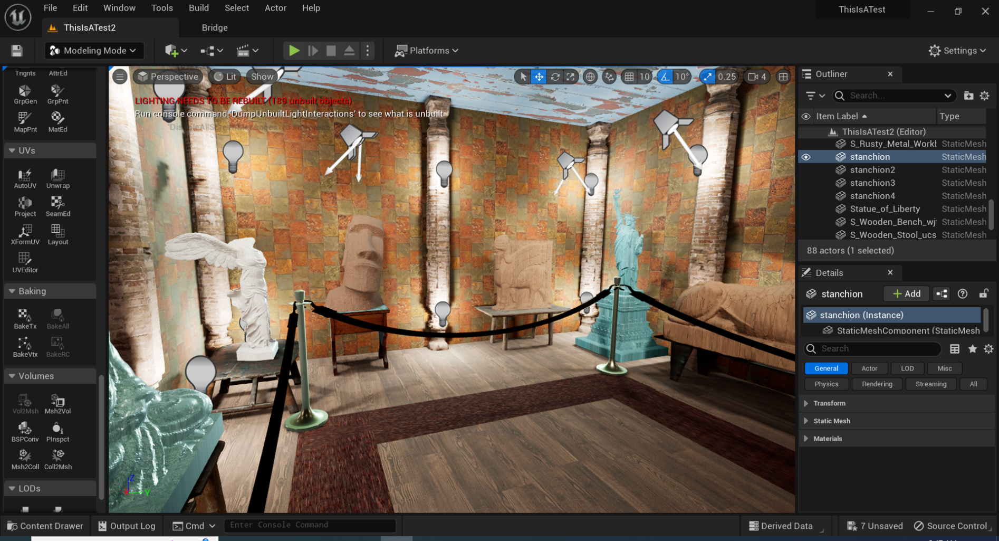 File Edit Window Tools Build Select Actor Help
ThisIsATest
ThisIsATest2
Bridge
Modeling Mode
Platforms
Settings
Tngnts AttrEd
GrpGen GrpPnt
MapPnt MatEd
UVs
AutoUV Unwrap
Project SeamEd
XFormUV Layout
UVEditor
Baking
BakeTx BakeAll
BakeVtx BakeRC
Volumes
Vol2Msh Msh2Vol
BSPConv PInspct
Msh2Coll Coll2Msh
LODs
Perspective Lit Show
10 10° 0.25 4
LIGHTING NEEDS TO BE REBUILT (189 unbuilt objects)
Run console command 'DumpUnbuiltLightInteractions' to see what is unbuilt
Z
X
Y
Outliner
Search...
Item Label Type
ThisIsATest2 (Editor)
S_Rusty_Metal_Workb StaticMesh
stanchion StaticMesh
stanchion2 StaticMesh
stanchion3 StaticMesh
stanchion4 StaticMesh
Statue_of_Liberty StaticMesh
S_Wooden_Bench_wj StaticMesh
S_Wooden_Stool_ucs StaticMesh
88 actors (1 selected)
Details
stanchion
Add
stanchion (Instance)
StaticMeshComponent (StaticMesh
Search
General Actor LOD Misc
Physics Rendering Streaming All
Transform
Static Mesh
Materials
Content Drawer
Output Log
Cmd
Enter Console Command
Derived Data
7 Unsaved
Source Control